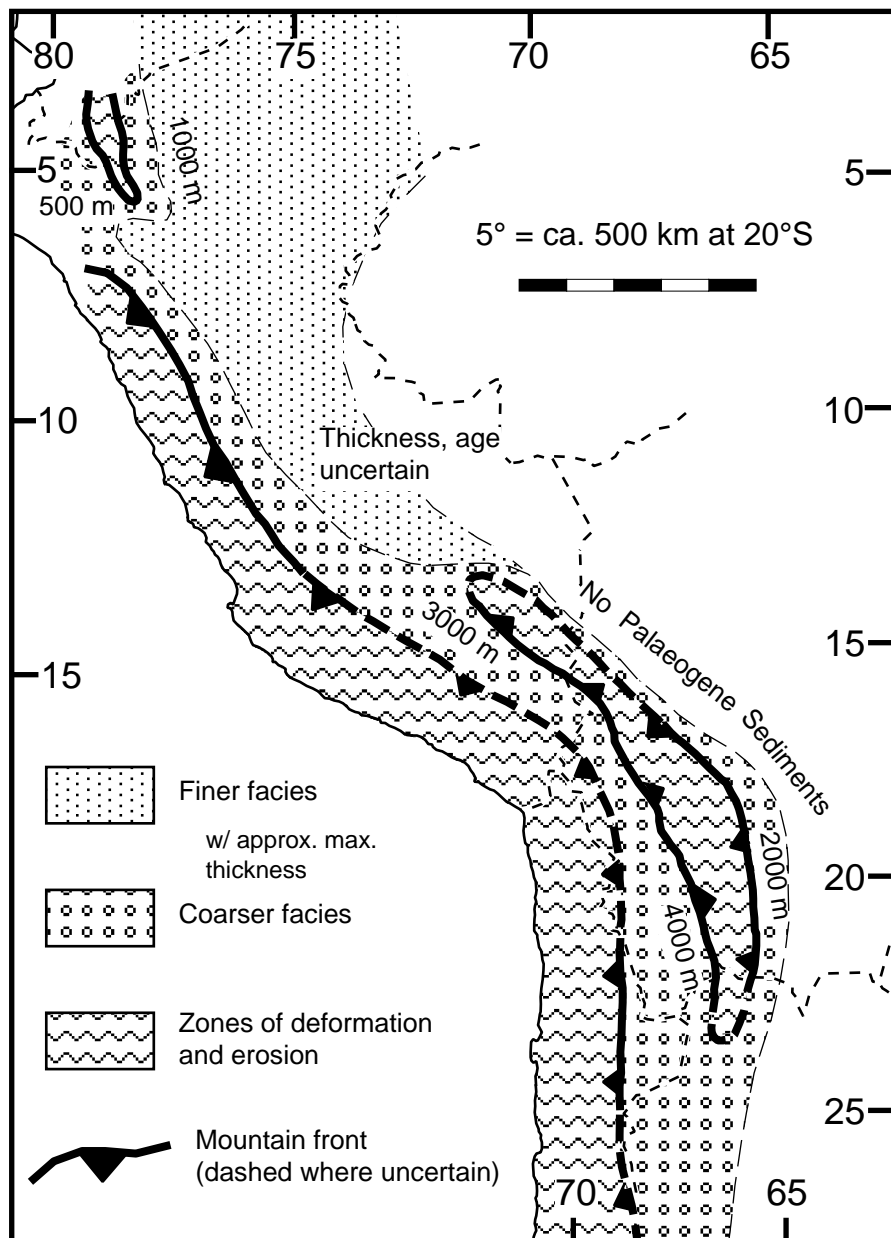 80
75
70
65
1000 m
5
5
500 m
5° = ca. 500 km at 20°S
10
10
Thickness, age
uncertain
No Palaeogene Sediments
3000 m
15
15
Finer facies
w/ approx. max.
thickness
2000 m
20
Coarser facies
4000 m
Zones of deformation
and erosion
25
Mountain front
(dashed where uncertain)
70
65